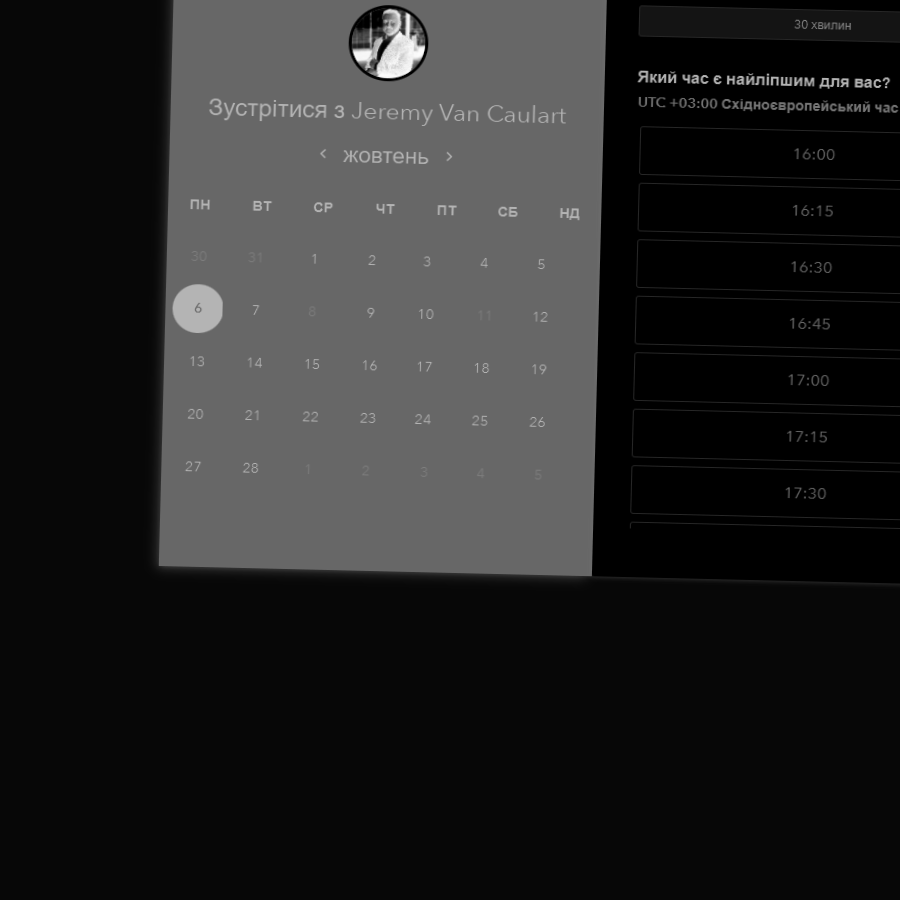 Зустрітися з Jeremy Van Caulart
жовтень
ПН ВТ СР ЧТ ПТ СБ НД
30 31 1 2 3 4 5
6 7 8 9 10 11 12
13 14 15 16 17 18 19
20 21 22 23 24 25 26
27 28 1 2 3 4 5
30 хвилин
Який час є найліпшим для вас?
UTC +03:00 Східноєвропейський час
16:00
16:15
16:30
16:45
17:00
17:15
17:30